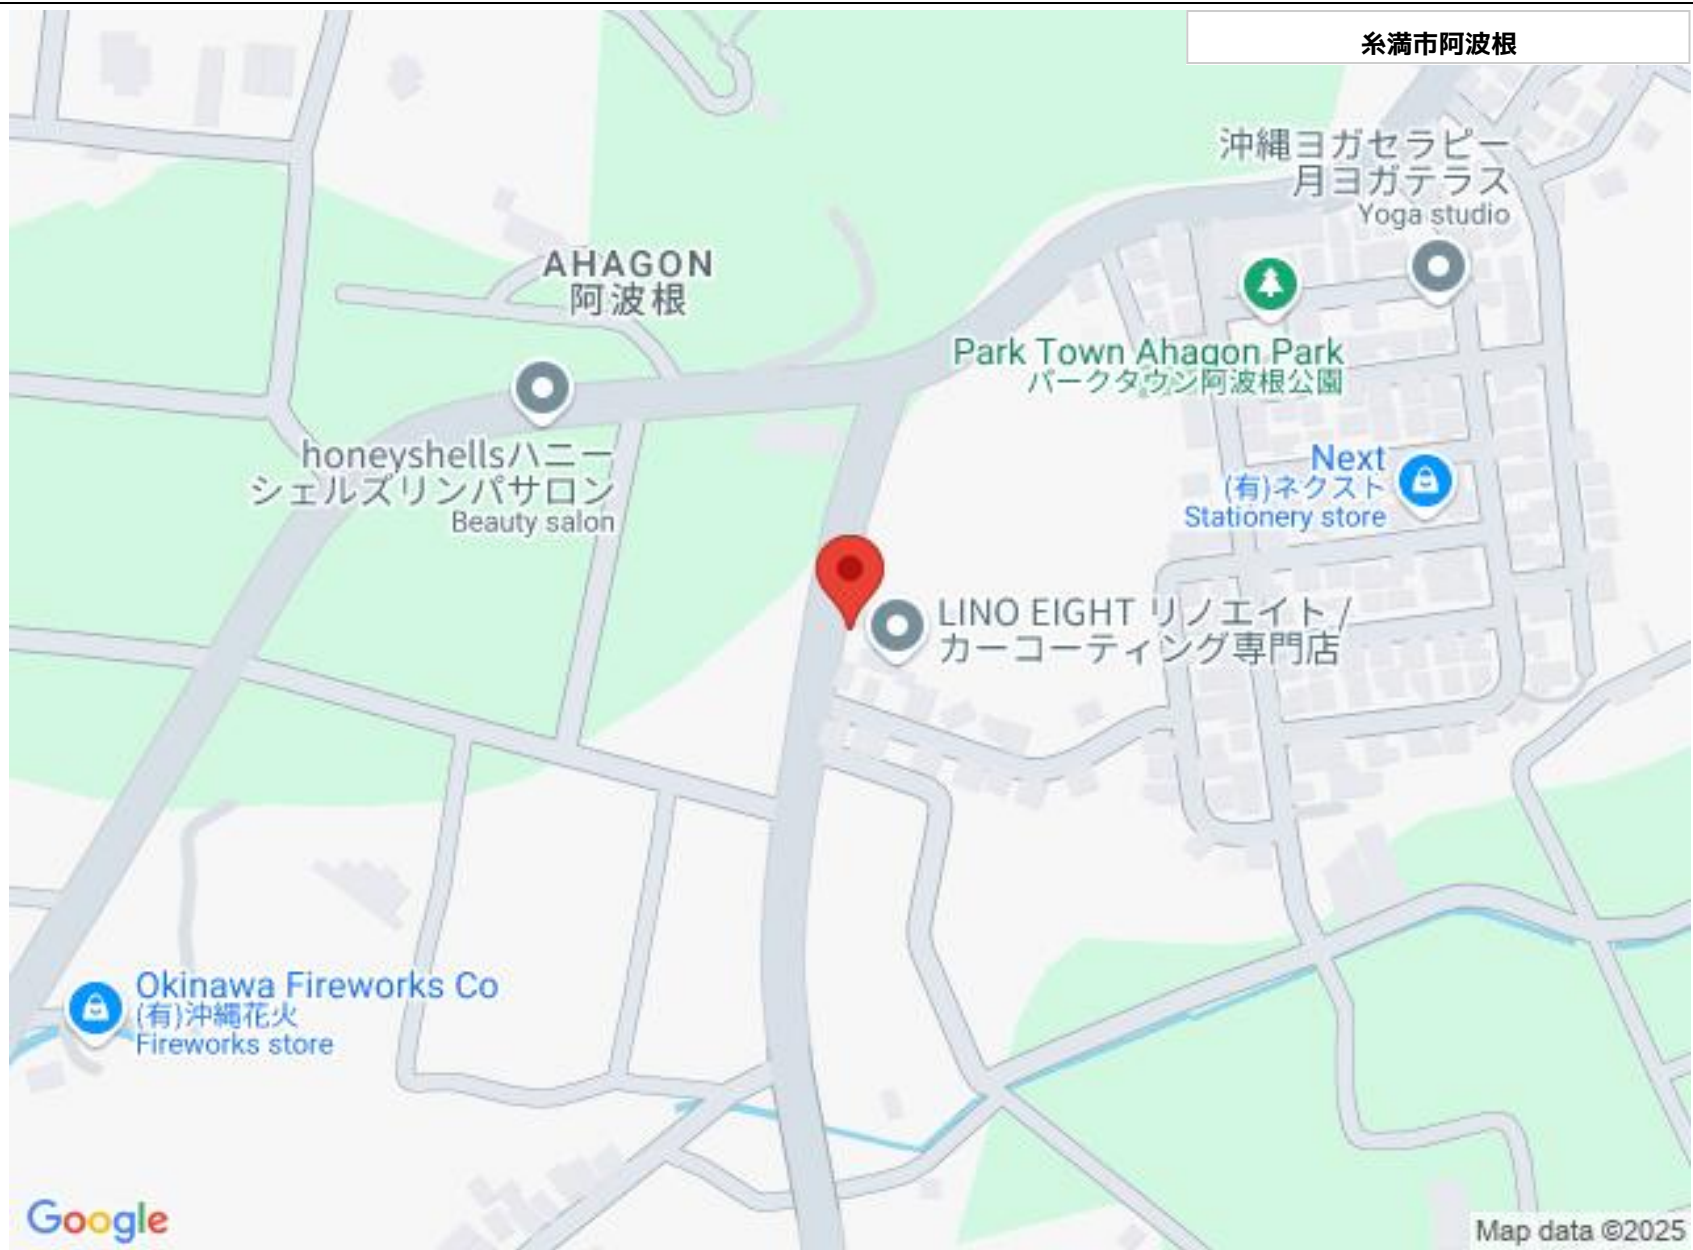 糸満市阿波根
沖縄ヨガセラピー
月ヨガテラス
Yoga studio
AHAGON
阿波根
Park Town Ahagon Park
パークタウン阿波根公園
honeyshellsハニー
シェルズリンパサロン
Beauty salon
Next
(有)ネクスト
Stationery store
LINO EIGHT リノエイト /
カーコーティング専門店
Okinawa Fireworks Co
(有)沖縄花火
Fireworks store
Google
Map data ©2025